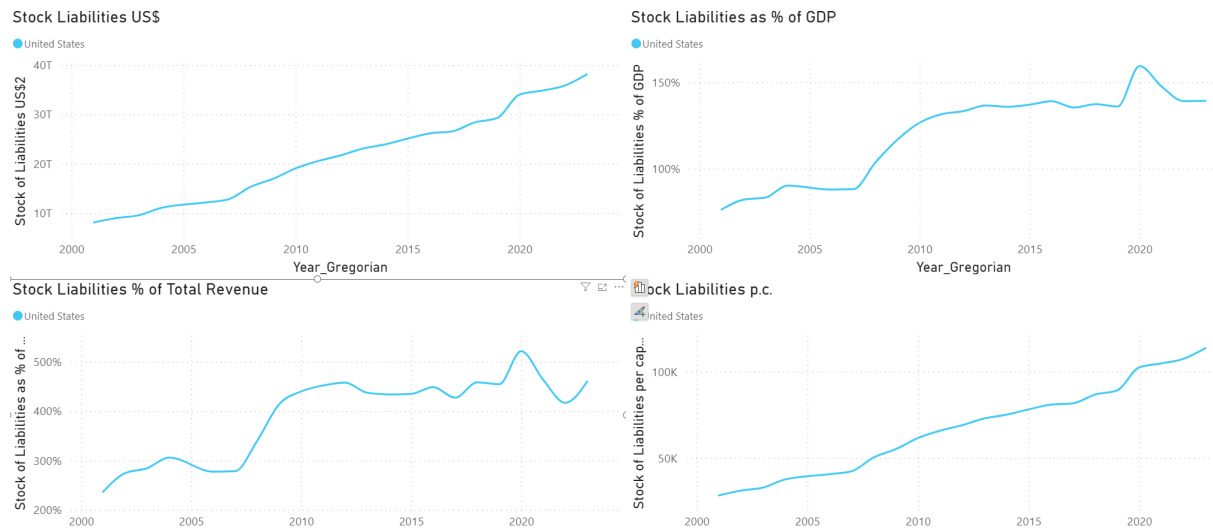 Stock Liabilities US$
United States
Stock of Liabilities US$2
40T
30T
20T
10T
2000
2005
2010
2015
2020
Year_Gregorian
Stock Liabilities as % of GDP
United States
Stock of Liabilities % of GDP
150%
100%
2000
2005
2010
2015
2020
Year_Gregorian
Stock Liabilities % of Total Revenue
United States
Stock of Liabilities as % of ...
500%
400%
300%
200%
2000
2005
2010
2015
2020
ock Liabilities p.c.
nited States
Stock of Liabilities per cap...
100K
50K
2000
2005
2010
2015
2020